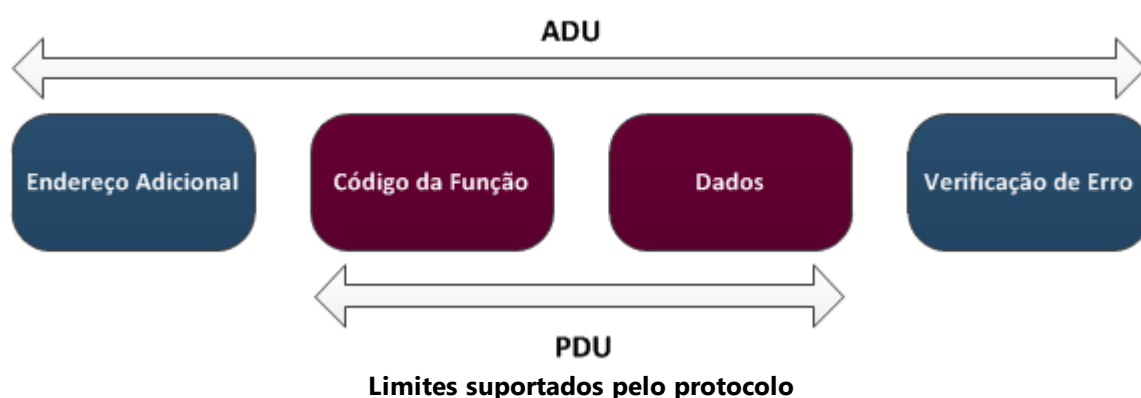 ADU
Endereço Adicional
Código da Função
Dados
Verificação de Erro
PDU
Limites suportados pelo protocolo